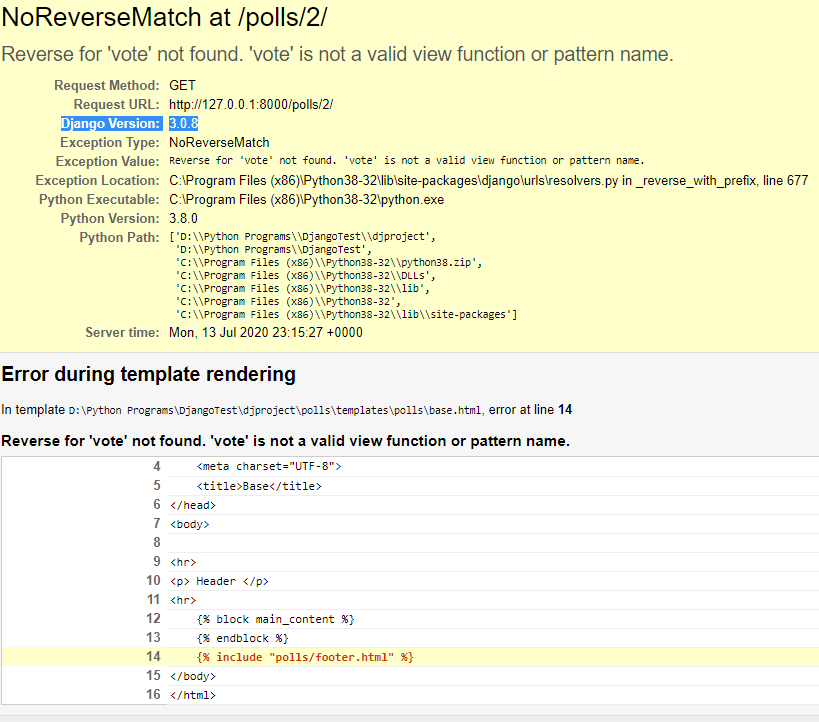 NoReverseMatch at /polls/2/
Reverse for 'vote' not found. 'vote' is not a valid view function or pattern name.
Request Method: GET
Request URL: http://127.0.0.1:8000/polls/2/
Django Version: 3.0.8
Exception Type: NoReverseMatch
Exception Value: Reverse for 'vote' not found. 'vote' is not a valid view function or pattern name.
Exception Location: C:\Program Files (x86)\Python38-32\lib\site-packages\django\urls\resolvers.py in _reverse_with_prefix, line 677
Python Executable: C:\Program Files (x86)\Python38-32\python.exe
Python Version: 3.8.0
Python Path: ['D:\\Python Programs\\DjangoTest\\djproject',
'D:\\Python Programs\\DjangoTest',
'C:\\Program Files (x86)\\Python38-32\\python38.zip',
'C:\\Program Files (x86)\\Python38-32\\DLLs',
'C:\\Program Files (x86)\\Python38-32\\lib',
'C:\\Program Files (x86)\\Python38-32',
'C:\\Program Files (x86)\\Python38-32\\lib\\site-packages']
Server time: Mon, 13 Jul 2020 23:15:27 +0000
Error during template rendering
In template D:\Python Programs\DjangoTest\djproject\polls\templates\polls\base.html, error at line 14
Reverse for 'vote' not found. 'vote' is not a valid view function or pattern name.
4 <meta charset="UTF-8">
5 <title>Base</title>
6 </head>
7 <body>
8
9 <hr>
10 <p> Header </p>
11 <hr>
12 {% block main_content %}
13 {% endblock %}
14 {% include "polls/footer.html" %}
15 </body>
16 </html>